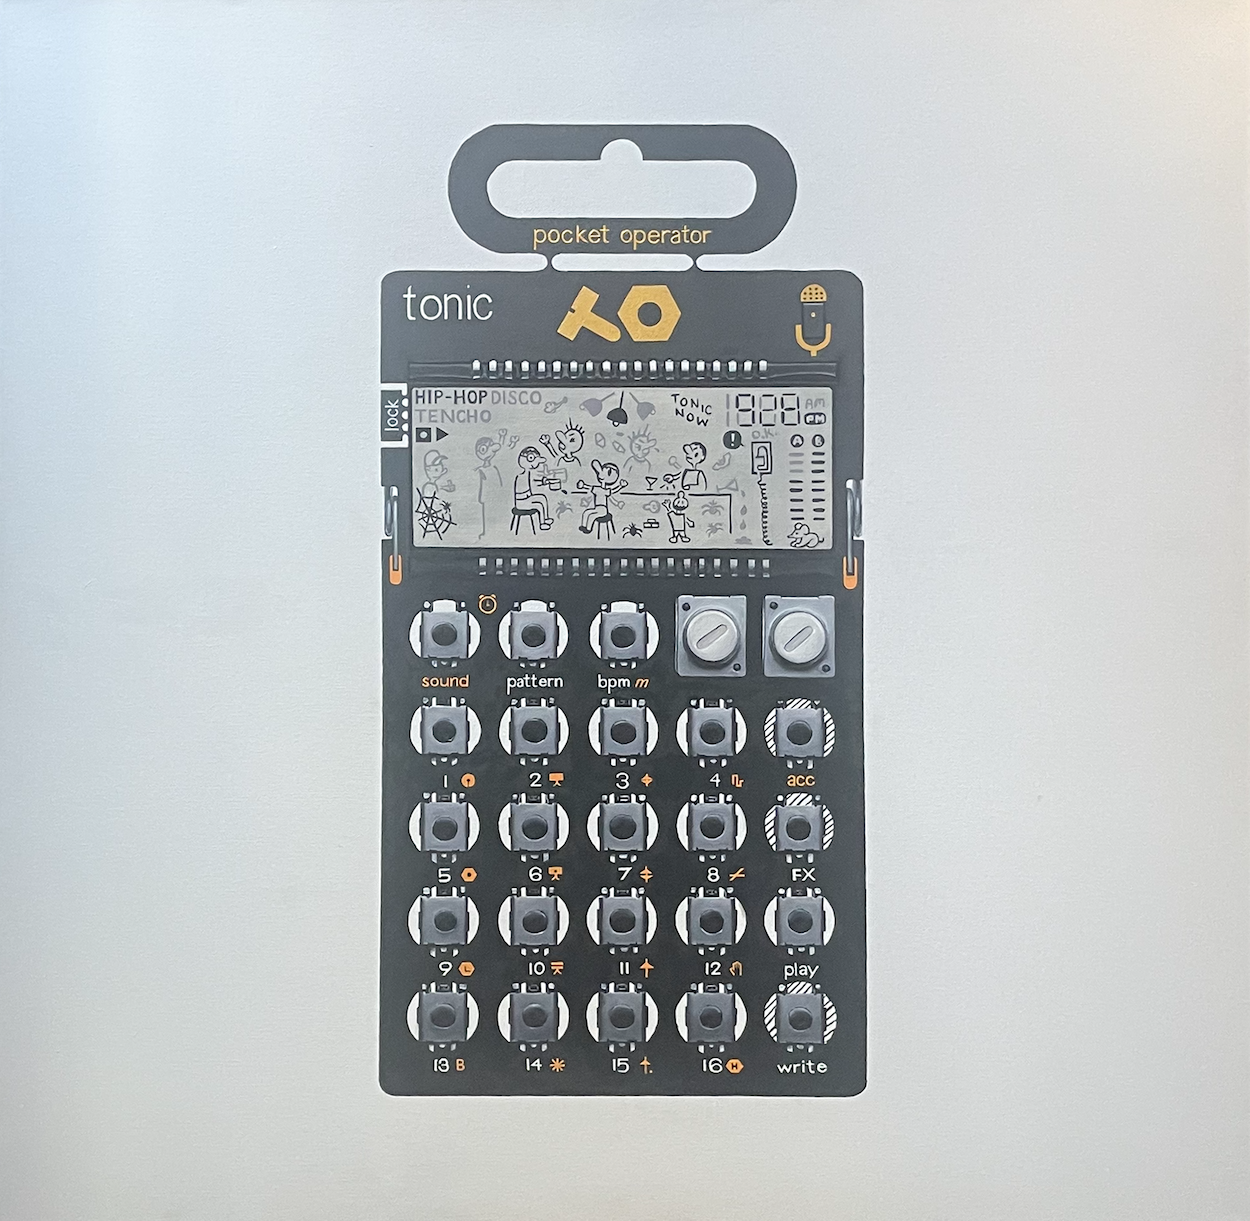 pocket operator
tonic
lock
HIP-HOP DISCO
TENCHO
TONIC
NOW
1928
AM
PM
O.K.
A B
sound pattern bpm m
1 2 3 4 acc
5 6 7 8 FX
9 L 10 11 12 play
13 B 14 15 16 H write